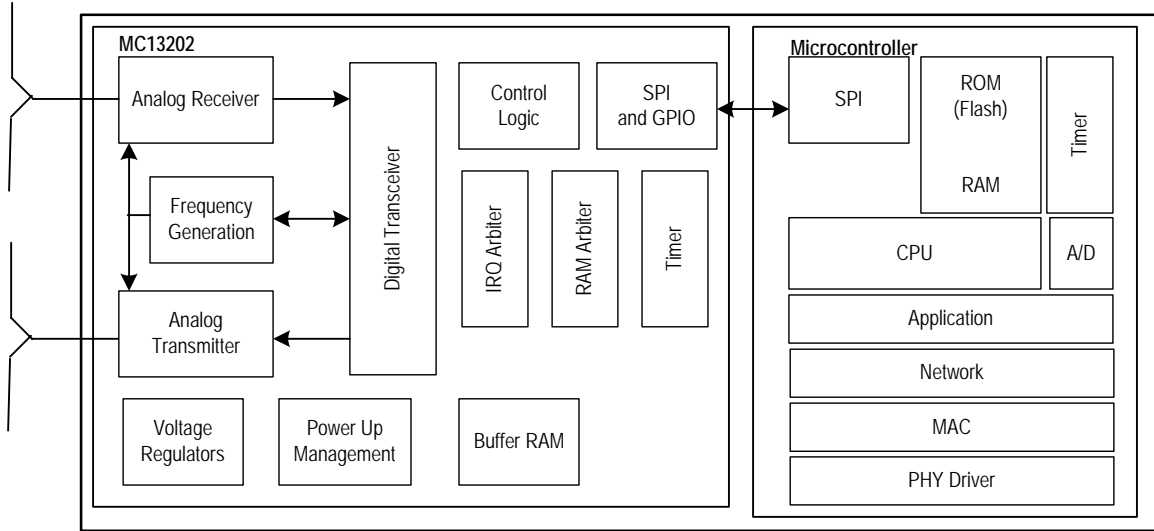 MC13202
Analog Receiver
Frequency
Generation
Analog
Transmitter
Digital Transceiver
Control
Logic
SPI
and GPIO
IRQ Arbiter
RAM Arbiter
Timer
Voltage
Regulators
Power Up
Management
Buffer RAM
Microcontroller
SPI
ROM
(Flash)
RAM
Timer
CPU
A/D
Application
Network
MAC
PHY Driver